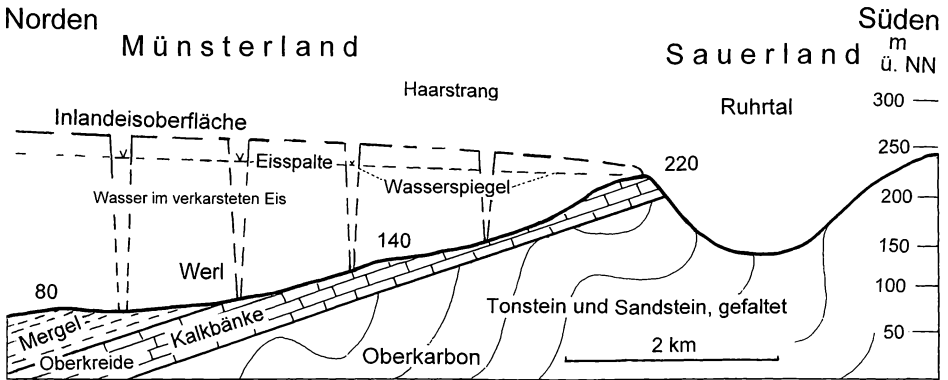 Norden
Süden
Münsterland
Sauerland
m
ü. NN
Haarstrang
Ruhrtal
300
Inlandeisoberfläche
250
Eisspalte
220
Wasserspiegel
Wasser im verkarsteten Eis
200
140
150
Werl
80
100
Tonstein und Sandstein, gefaltet
Mergel
Kalkbänke
50
2 km
Oberkreide
Oberkarbon